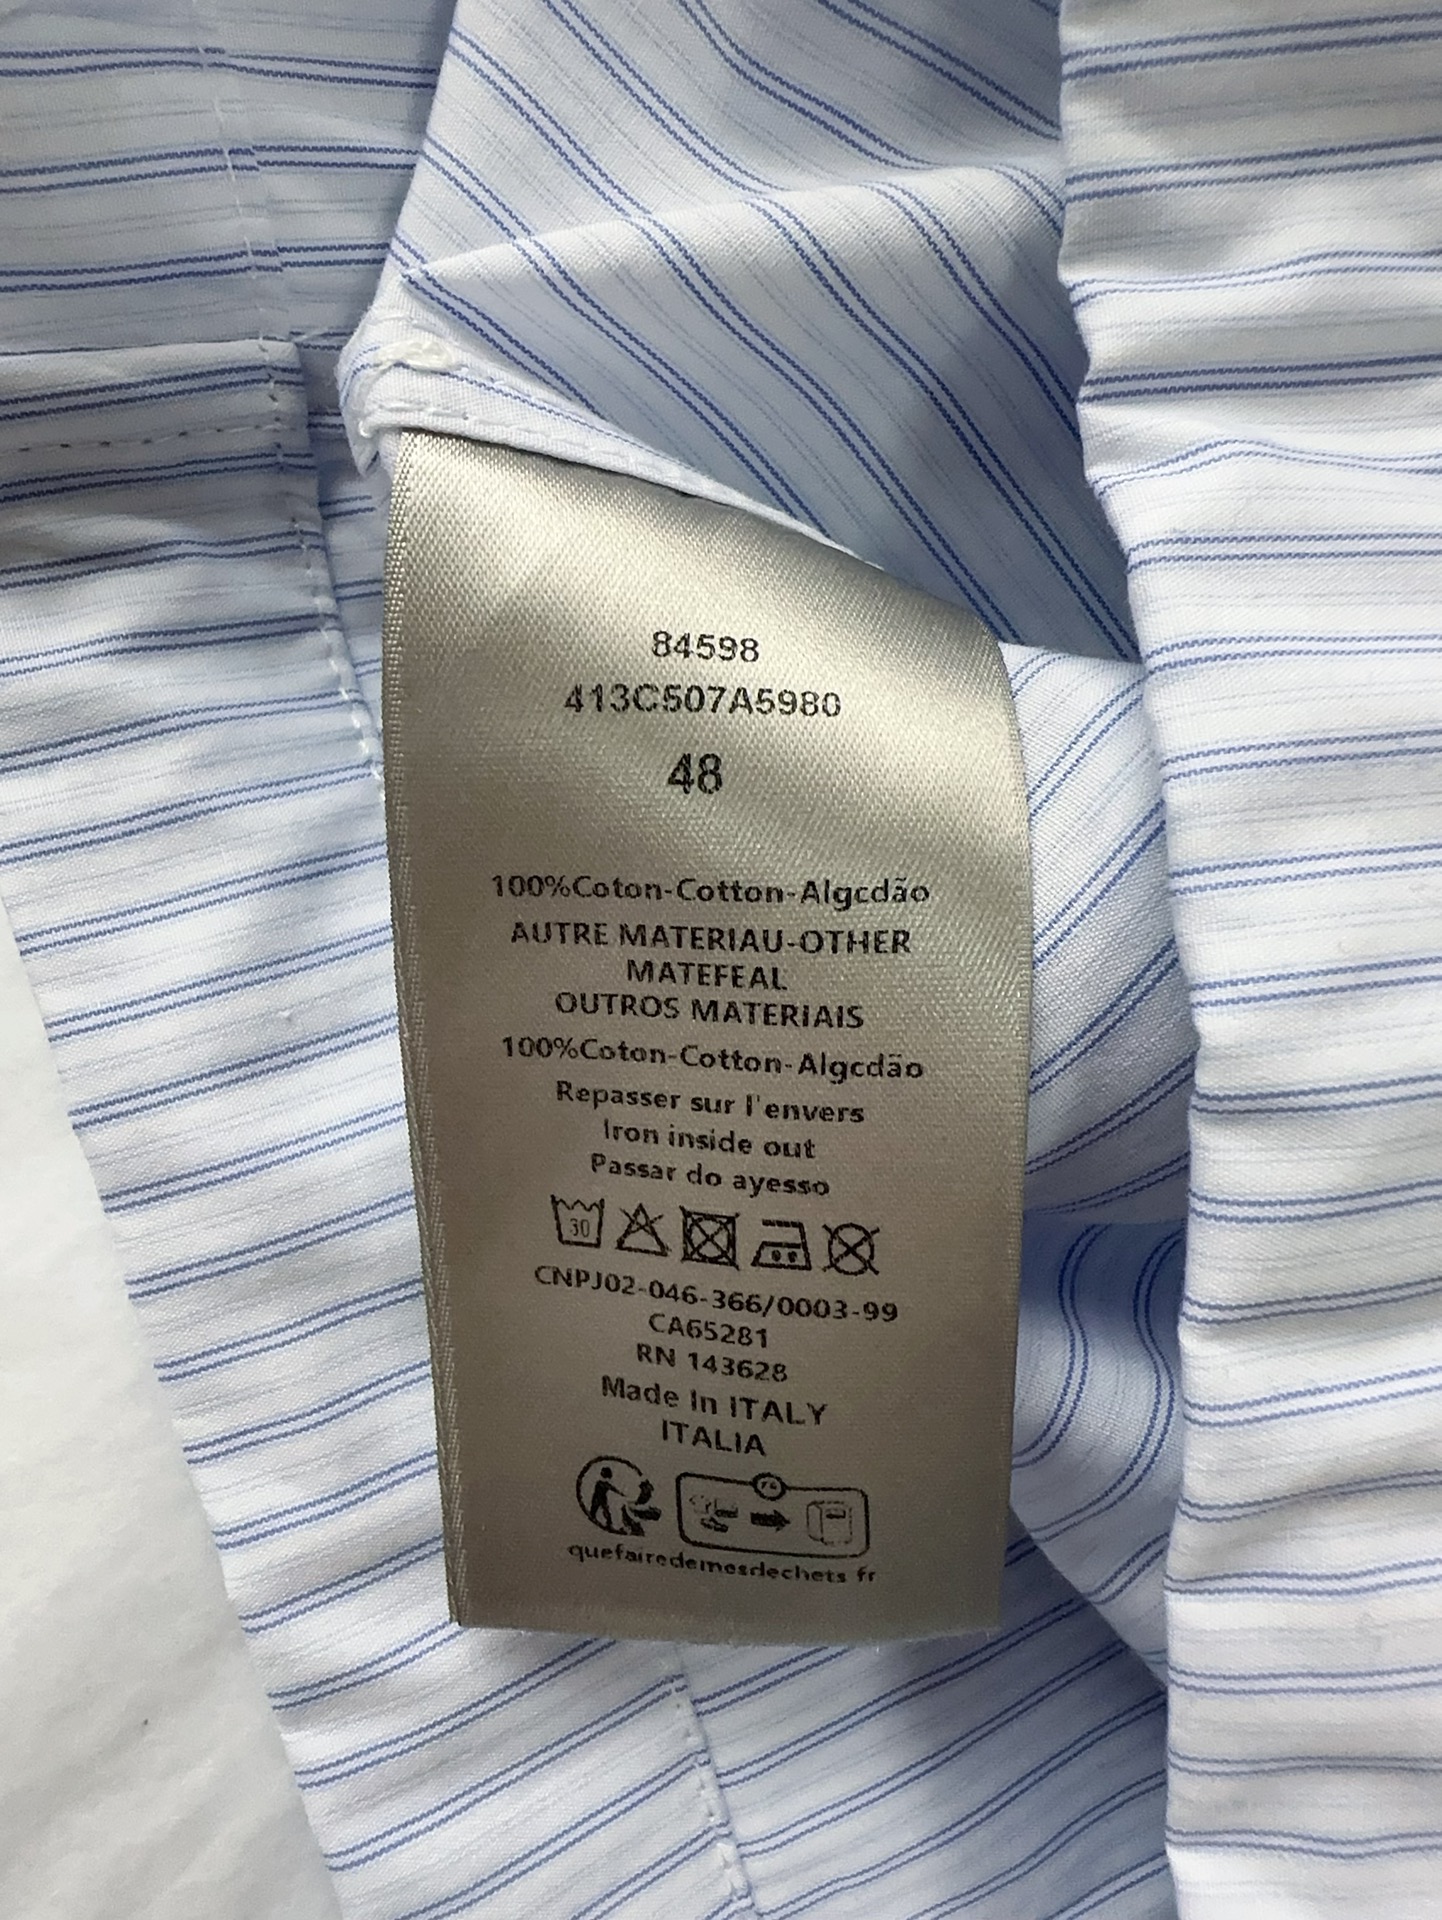 84598
413C507A5980
48
100%Coton-Cotton-Algcdão
AUTRE MATERIAU-OTHER
MATEFEAL
OUTROS MATERIAIS
100%Coton-Cotton-Algcdão
Repasser sur l'envers
Iron inside out
Passar do ayesso
30
CNPJ02-046-366/0003-99
CA65281
RN 143628
Made In ITALY
ITALIA
quefairedemesdechets fr